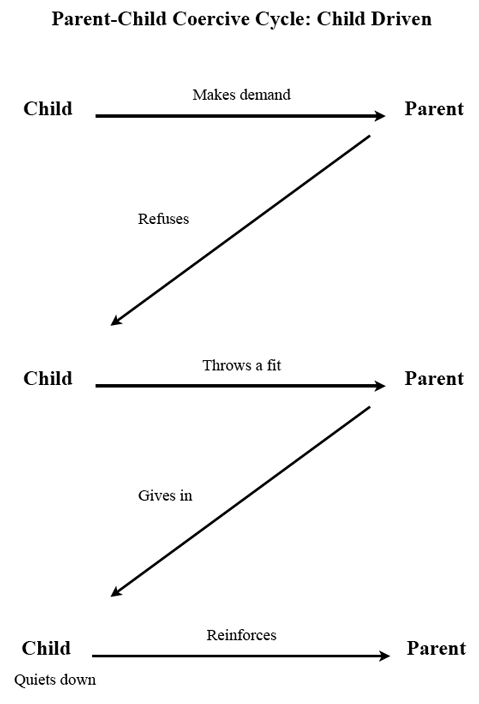 Parent-Child Coercive Cycle: Child Driven
Makes demand
Child Parent
Refuses
Throws a fit
Child Parent
Gives in
Reinforces
Child Parent
Quiets down